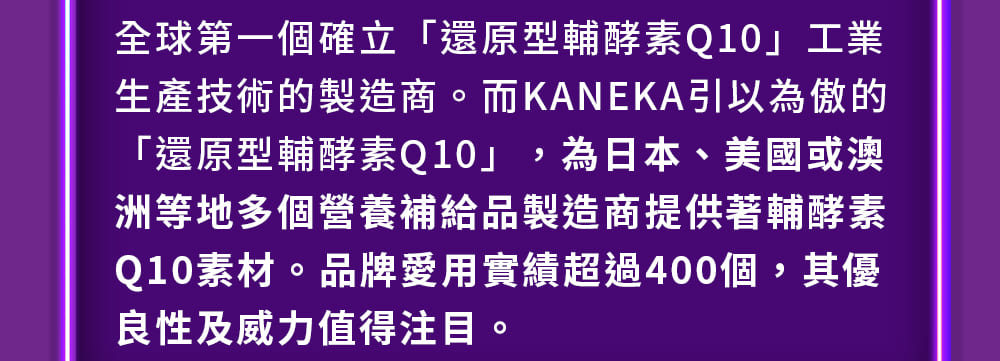 全球第一個確立「還原型輔酵素Q10」工業
生產技術的製造商。而KANEKA引以為傲的
「還原型輔酵素Q10」，為日本、美國或澳
洲等地多個營養補給品製造商提供著輔酵素
Q10素材。品牌愛用實績超過400個，其優
良性及威力值得注目。